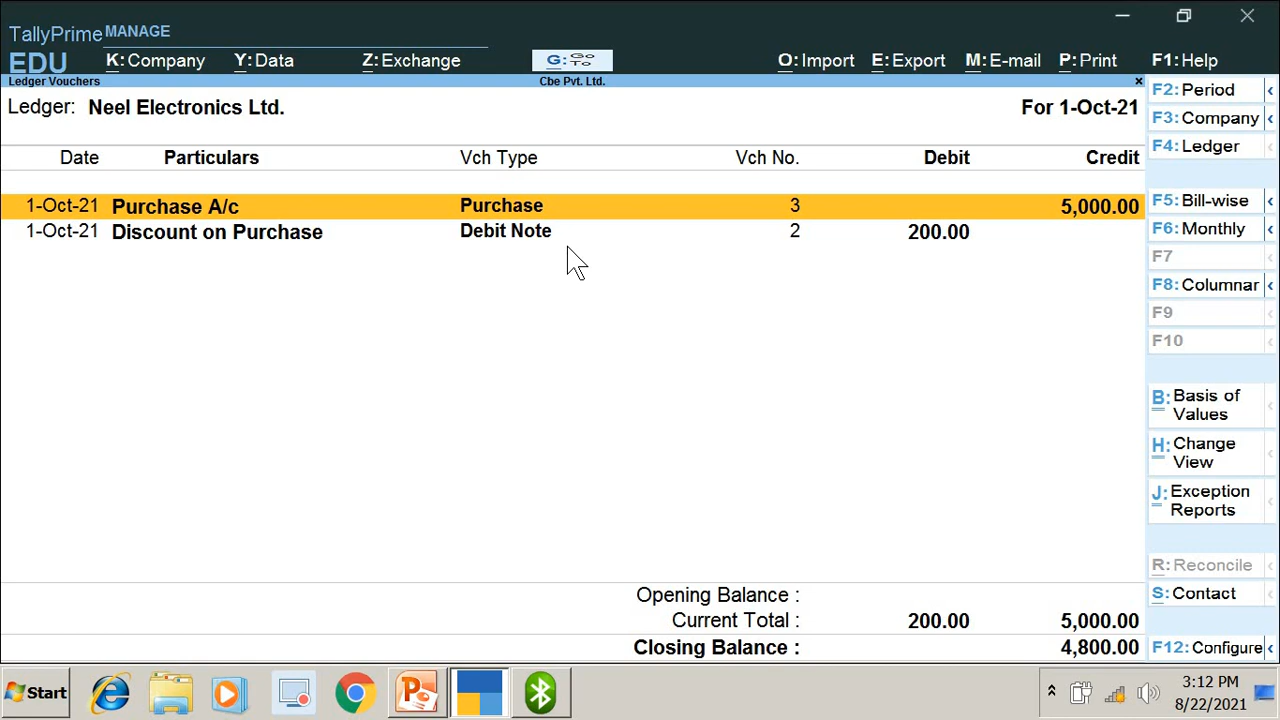 TallyPrime MANAGE
EDU K: Company Y: Data Z: Exchange G: Go To O: Import E: Export M: E-mail P: Print F1: Help
Ledger Vouchers Cbe Pvt. Ltd. ×
Ledger: Neel Electronics Ltd. For 1-Oct-21
Date Particulars Vch Type Vch No. Debit Credit
1-Oct-21 Purchase A/c Purchase 3 5,000.00
1-Oct-21 Discount on Purchase Debit Note 2 200.00
Opening Balance :
Current Total : 200.00 5,000.00
Closing Balance : 4,800.00
F2: Period
F3: Company
F4: Ledger
F5: Bill-wise
F6: Monthly
F7
F8: Columnar
F9
F10
B: Basis of
Values
H: Change
View
J: Exception
Reports
R: Reconcile
S: Contact
F12: Configure
Start 3:12 PM
8/22/2021